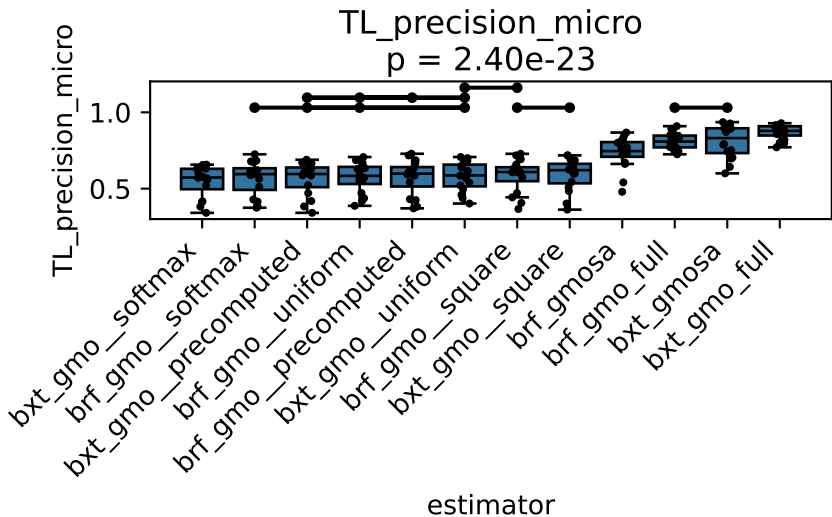 TL_precision_micro
p = 2.40e-23
TL_precision_micro
1.0
0.5
bxt_gmo__softmax
brf_gmo__softmax
bxt_gmo__precomputed
brf_gmo__uniform
brf_gmo__precomputed
bxt_gmo__uniform
brf_gmo__square
bxt_gmo__square
brf_gmosa
brf_gmo_full
bxt_gmosa
bxt_gmo_full
estimator